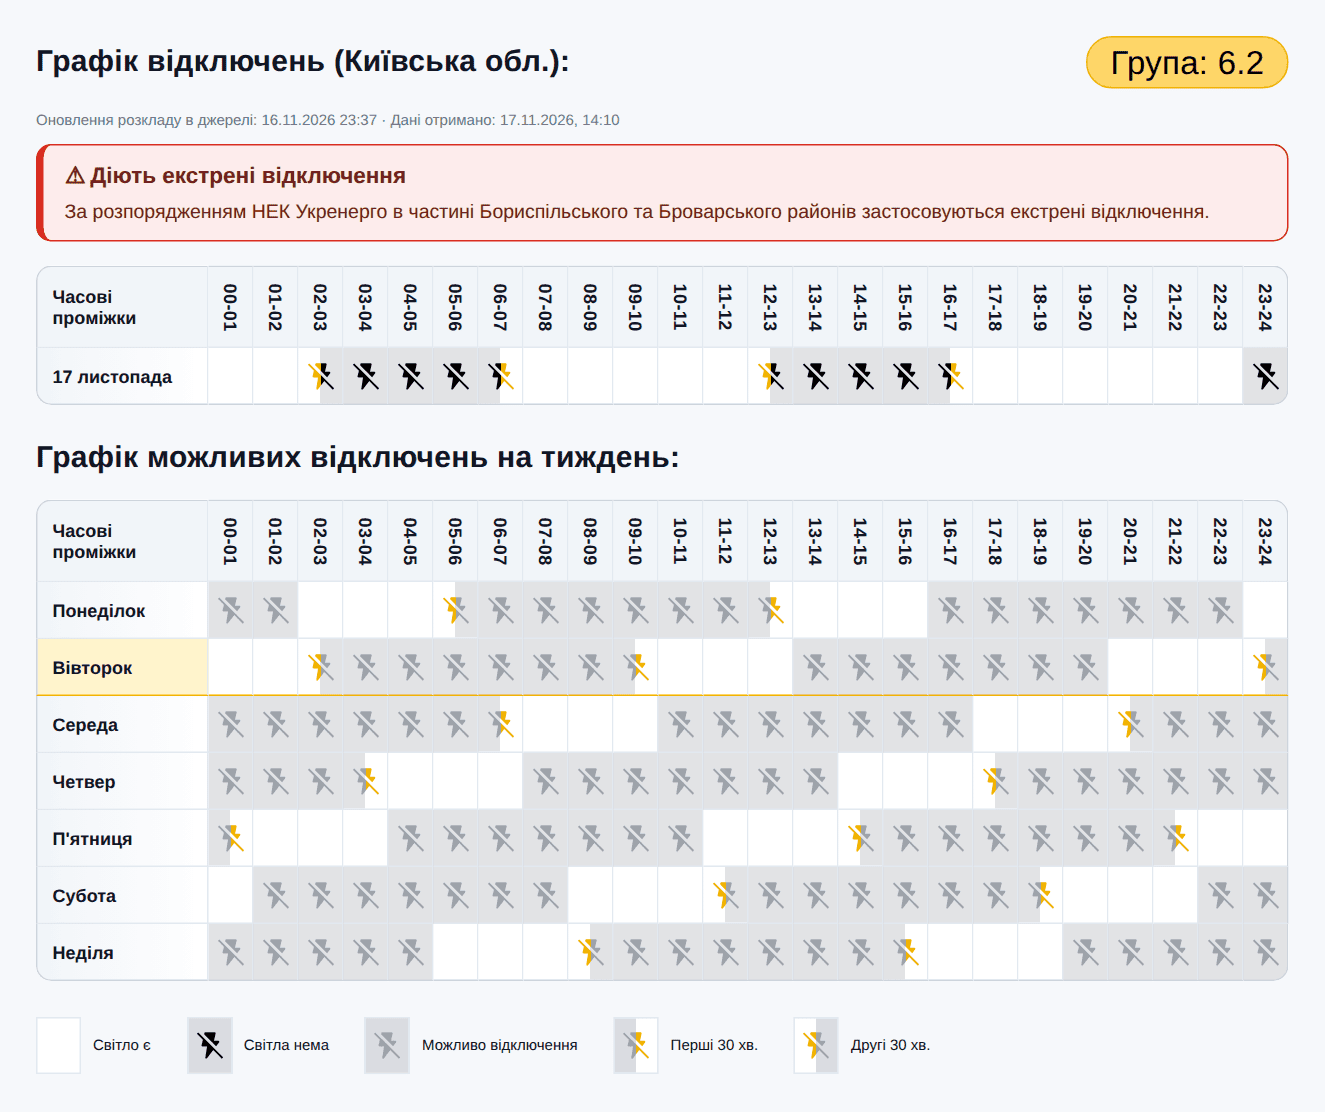 Графік відключень (Київська обл.):
Група: 6.2
Оновлення розкладу в джерелі: 16.11.2026 23:37 · Дані отримано: 17.11.2026, 14:10
⚠ Діють екстрені відключення
За розпорядженням НЕК Укренерго в частині Бориспільського та Броварського районів застосовуються екстрені відключення.
Часові
проміжки
00-01 01-02 02-03 03-04 04-05 05-06 06-07 07-08 08-09 09-10 10-11 11-12 12-13 13-14 14-15 15-16 16-17 17-18 18-19 19-20 20-21 21-22 22-23 23-24
17 листопада
Графік можливих відключень на тиждень:
Часові
проміжки
00-01 01-02 02-03 03-04 04-05 05-06 06-07 07-08 08-09 09-10 10-11 11-12 12-13 13-14 14-15 15-16 16-17 17-18 18-19 19-20 20-21 21-22 22-23 23-24
Понеділок
Вівторок
Середа
Четвер
П'ятниця
Субота
Неділя
Світло є
Світла нема
Можливо відключення
Перші 30 хв.
Другі 30 хв.